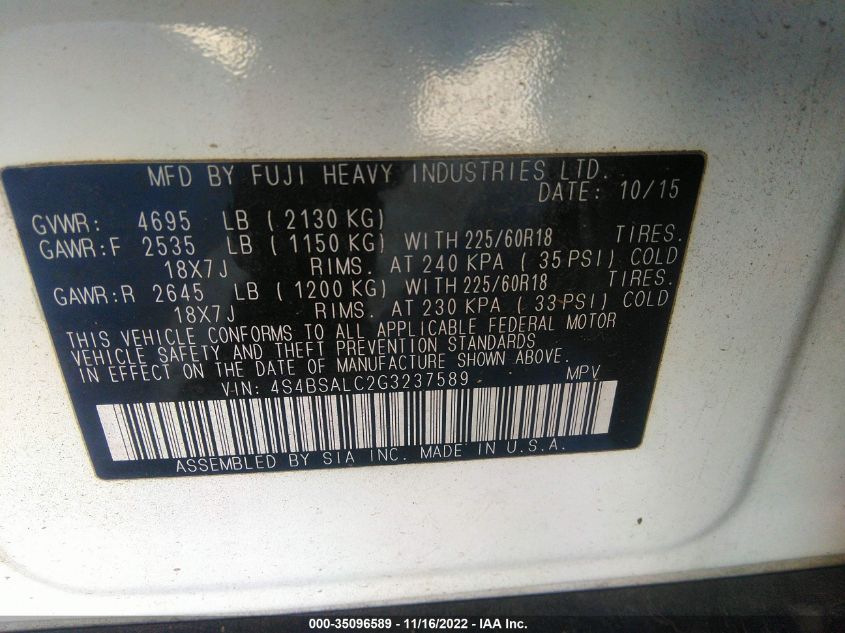 MFD BY FUJI HEAVY INDUSTRIES LTD.
DATE: 10/15
GVWR: 4695 LB ( 2130 KG)
GAWR:F 2535 LB ( 1150 KG) WITH 225/60R18 TIRES.
18X7J RIMS. AT 240 KPA ( 35 PSI) COLD
GAWR:R 2645 LB ( 1200 KG) WITH 225/60R18 TIRES.
18X7J RIMS. AT 230 KPA ( 33 PSI) COLD
THIS VEHICLE CONFORMS TO ALL APPLICABLE FEDERAL MOTOR
VEHICLE SAFETY AND THEFT PREVENTION STANDARDS
IN EFFECT ON THE DATE OF MANUFACTURE SHOWN ABOVE.
VIN: 4S4BSALC2G3237589 MPV
ASSEMBLED BY SIA INC. MADE IN U.S.A.
000-35096589 - 11/16/2022 - IAA Inc.